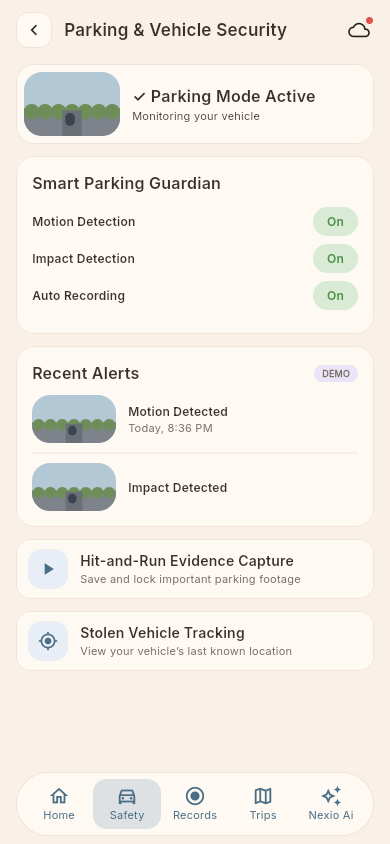 Parking & Vehicle Security
✓ Parking Mode Active
Monitoring your vehicle
Smart Parking Guardian
Motion Detection On
Impact Detection On
Auto Recording On
Recent Alerts DEMO
Motion Detected
Today, 8:36 PM
Impact Detected
Hit-and-Run Evidence Capture
Save and lock important parking footage
Stolen Vehicle Tracking
View your vehicle's last known location
Home Safety Records Trips Nexio Ai